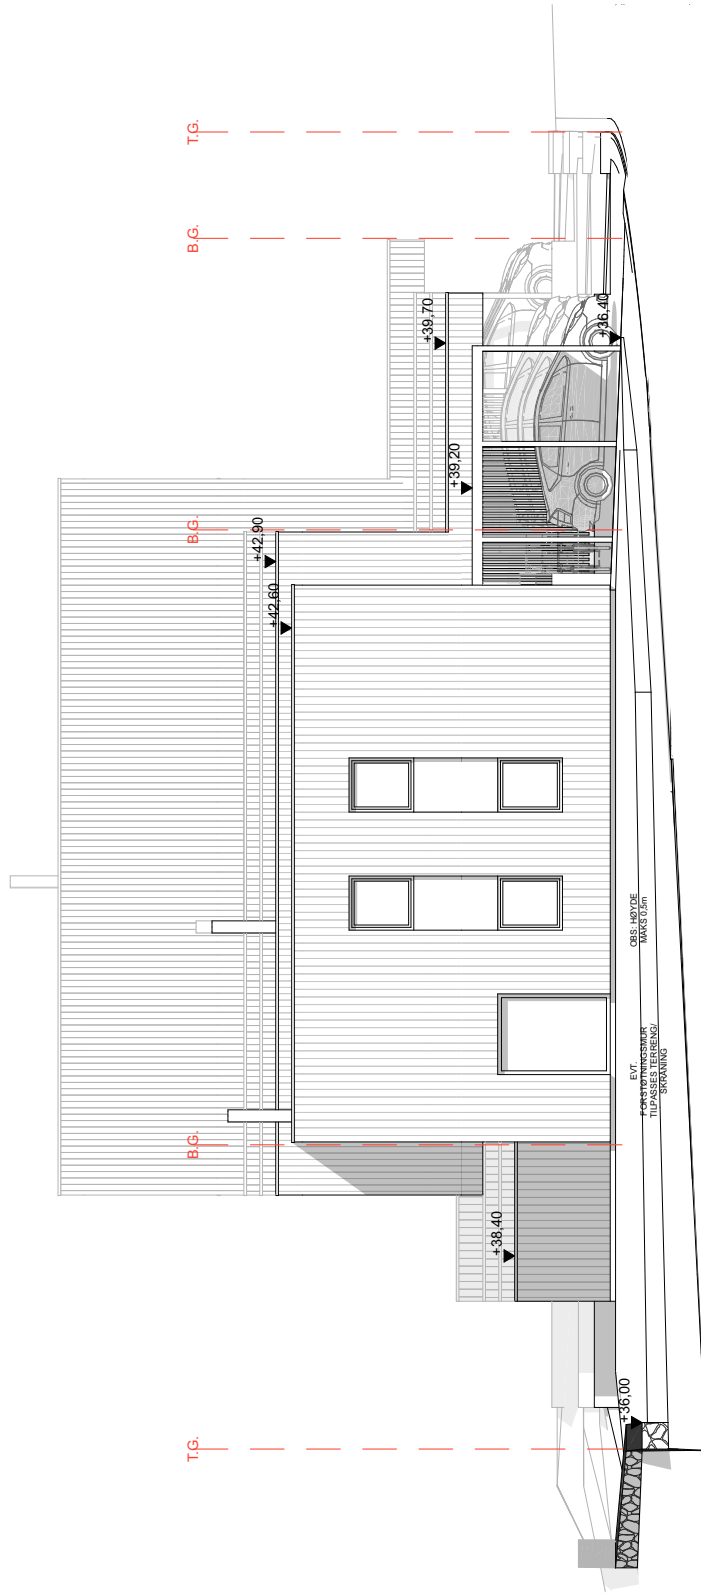 T.G.
B.G.
+38,40
+36,00
B.G.
+42,60
+42,90
B.G.
+39,20
+39,70
+36,40
B.G.
T.G.
EVT.
FORSTØTNINGSMUR
TILPASSES TERRENG/
SKRÅNING
OBS: HØYDE
MAKS 0,5m